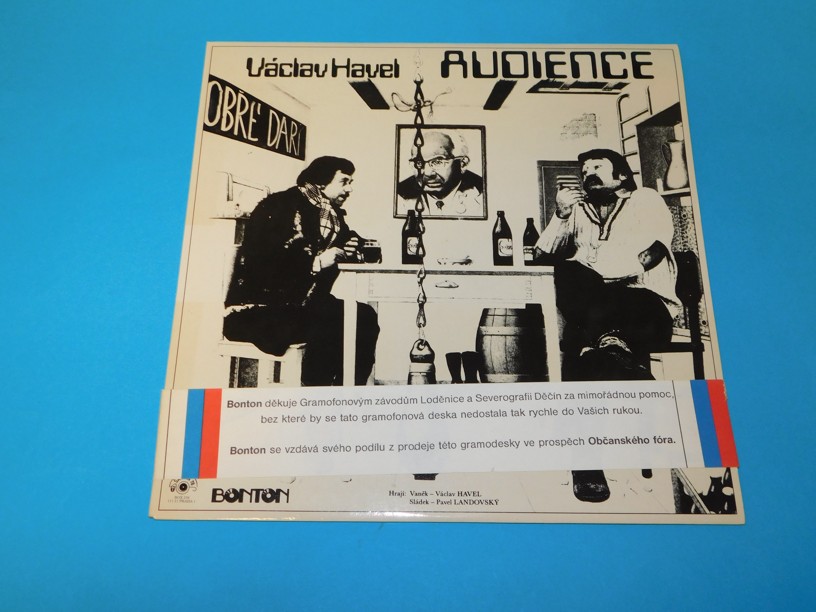 Václav Havel AUDIENCE
OBŘE DAŘÍ
Bonton děkuje Gramofonovým závodům Loděnice a Severografii Děčín za mimořádnou pomoc,
bez které by se tato gramofonová deska nedostala tak rychle do Vašich rukou.
Bonton se vzdává svého podílu z prodeje této gramodesky ve prospěch Občanského fóra.
BONTON
Hrají: Vaněk – Václav HAVEL
Sládek – Pavel LANDOVSKÝ